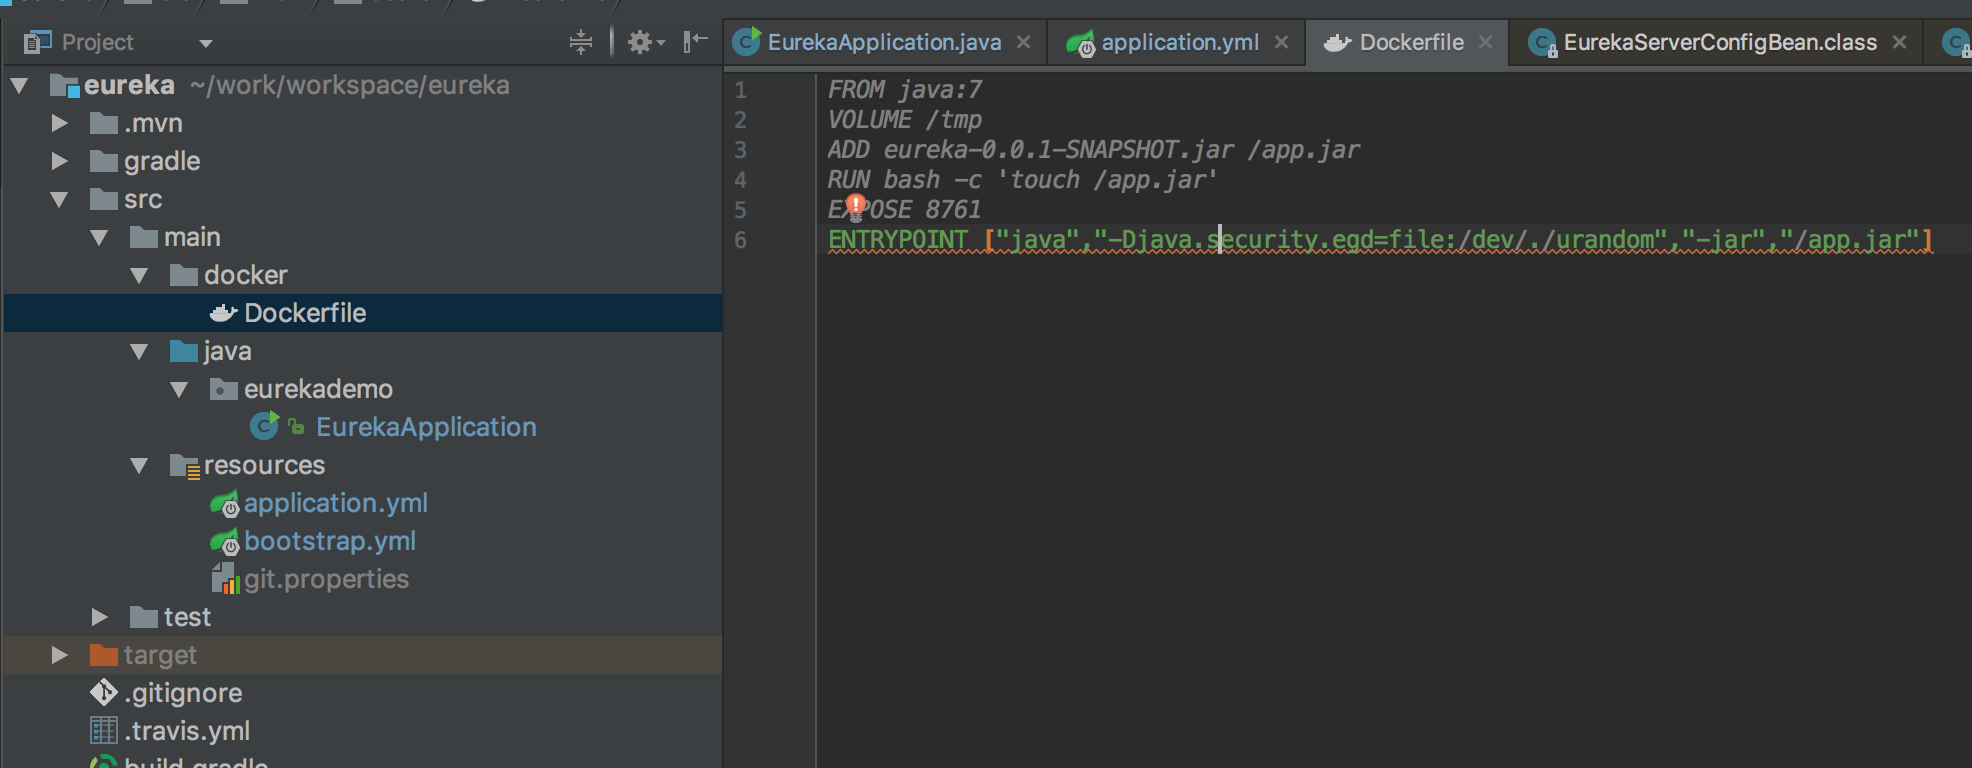 Project
eureka ~/work/workspace/eureka
.mvn
gradle
src
main
docker
Dockerfile
java
eurekademo
EurekaApplication
resources
application.yml
bootstrap.yml
git.properties
test
target
.gitignore
.travis.yml
build.gradle
EurekaApplication.java
application.yml
Dockerfile
EurekaServerConfigBean.class
1 FROM java:7
2 VOLUME /tmp
3 ADD eureka-0.0.1-SNAPSHOT.jar /app.jar
4 RUN bash -c 'touch /app.jar'
5 EXPOSE 8761
6 ENTRYPOINT ["java","-Djava.security.egd=file:/dev/./urandom","-jar","/app.jar"]